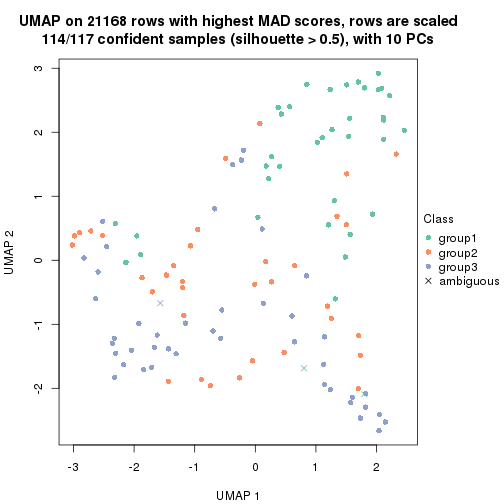 UMAP on 21168 rows with highest MAD scores, rows are scaled
114/117 confident samples (silhouette > 0.5), with 10 PCs
3
2
1
0
-1
-2
UMAP 2
-3
-2
-1
0
1
2
UMAP 1
Class
group1
group2
group3
ambiguous